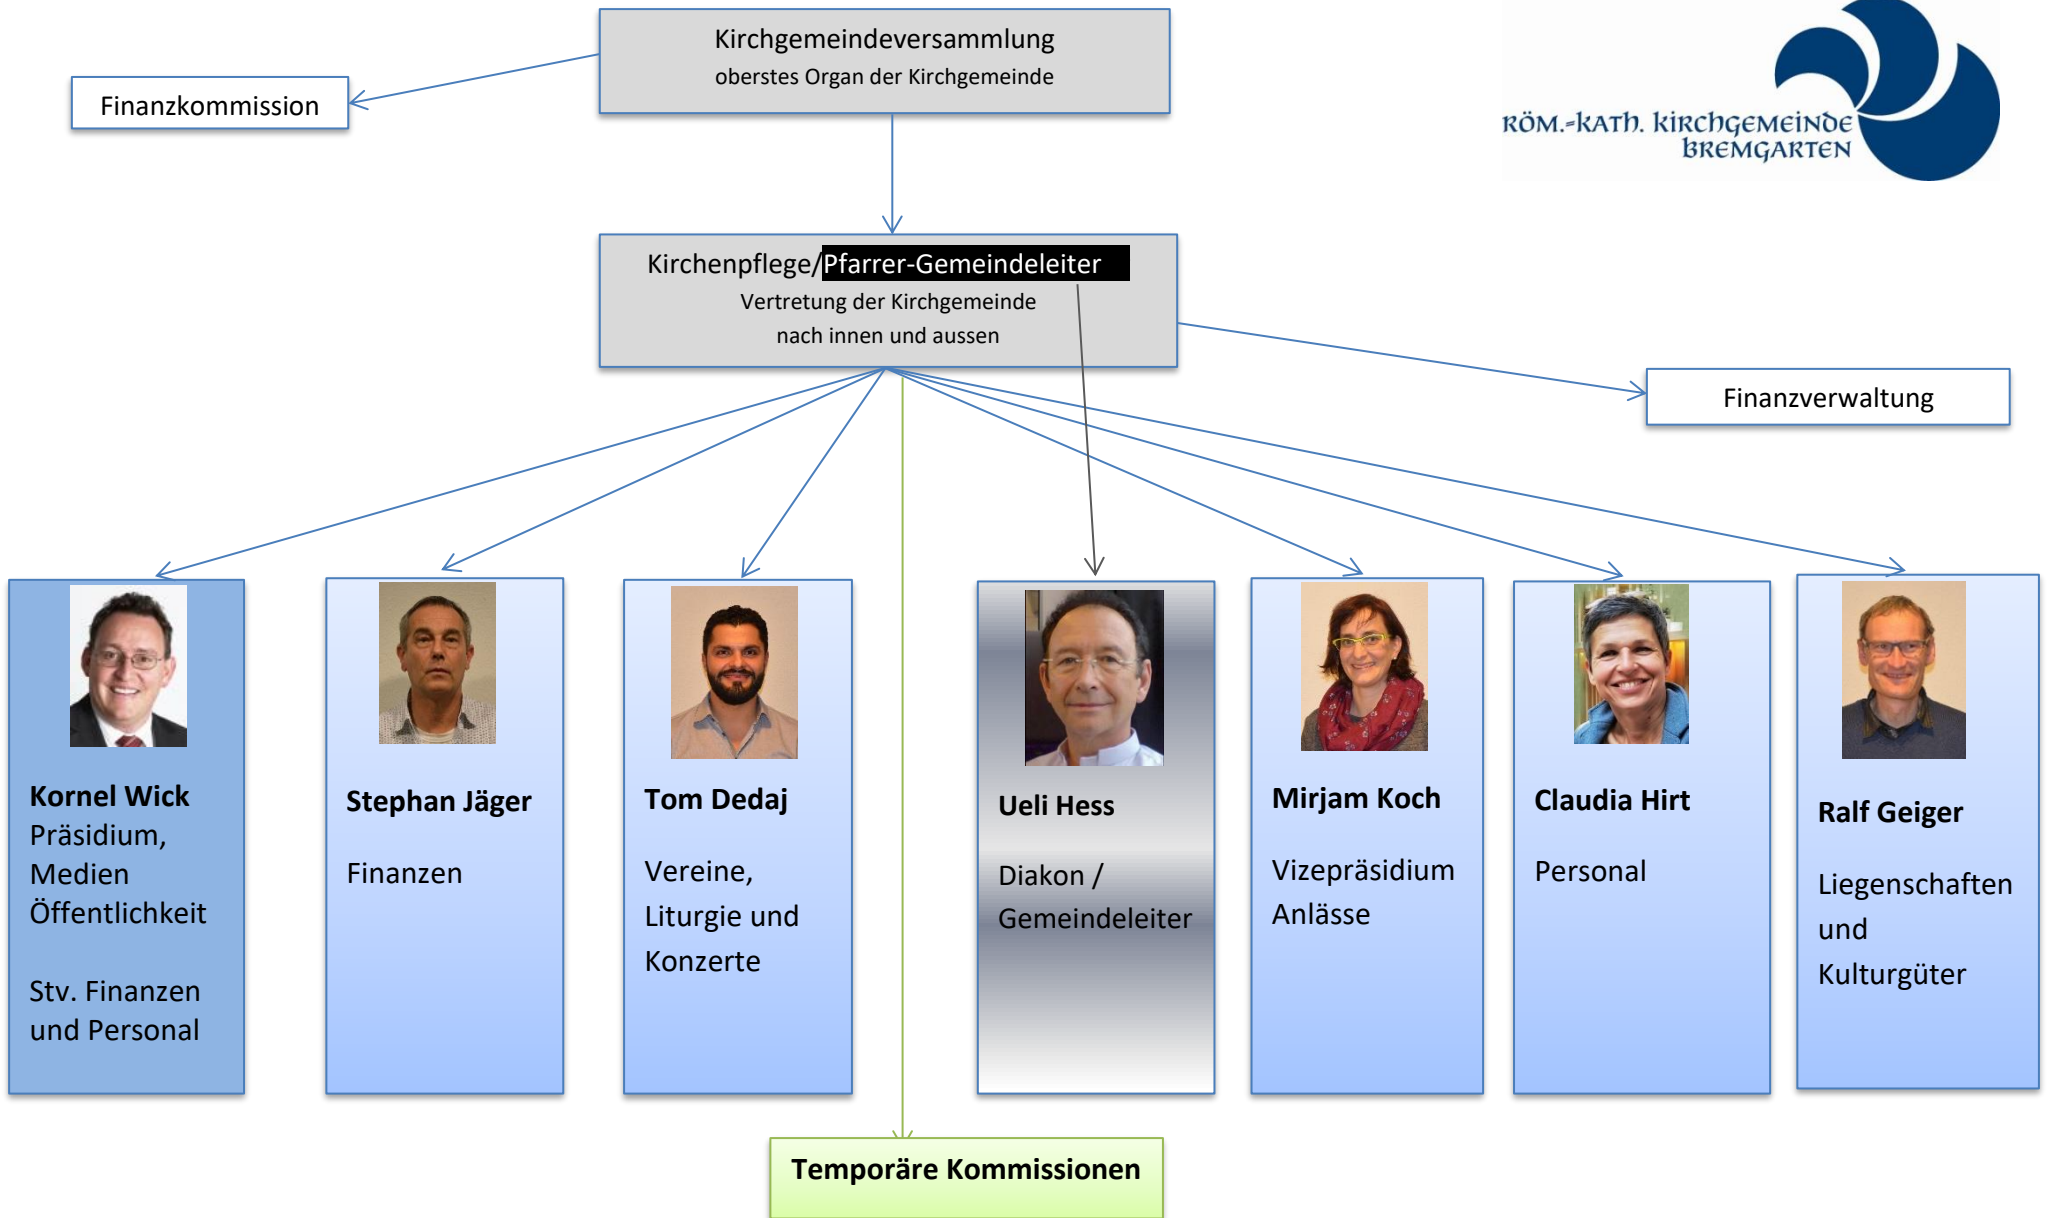 Kirchgemeindeversammlung
oberstes Organ der Kirchgemeinde
Finanzkommission
RÖM.-KATH. KIRCHGEMEINDE
BREMGARTEN
Kirchenpflege/Pfarrer-Gemeindeleiter
Vertretung der Kirchgemeinde
nach innen und aussen
Finanzverwaltung
Kornel Wick
Präsidium,
Medien
Öffentlichkeit
Stv. Finanzen
und Personal
Stephan Jäger
Finanzen
Tom Dedaj
Vereine,
Liturgie und
Konzerte
Ueli Hess
Diakon /
Gemeindeleiter
Mirjam Koch
Vizepräsidium
Anlässe
Claudia Hirt
Personal
Ralf Geiger
Liegenschaften
und
Kulturgüter
Temporäre Kommissionen